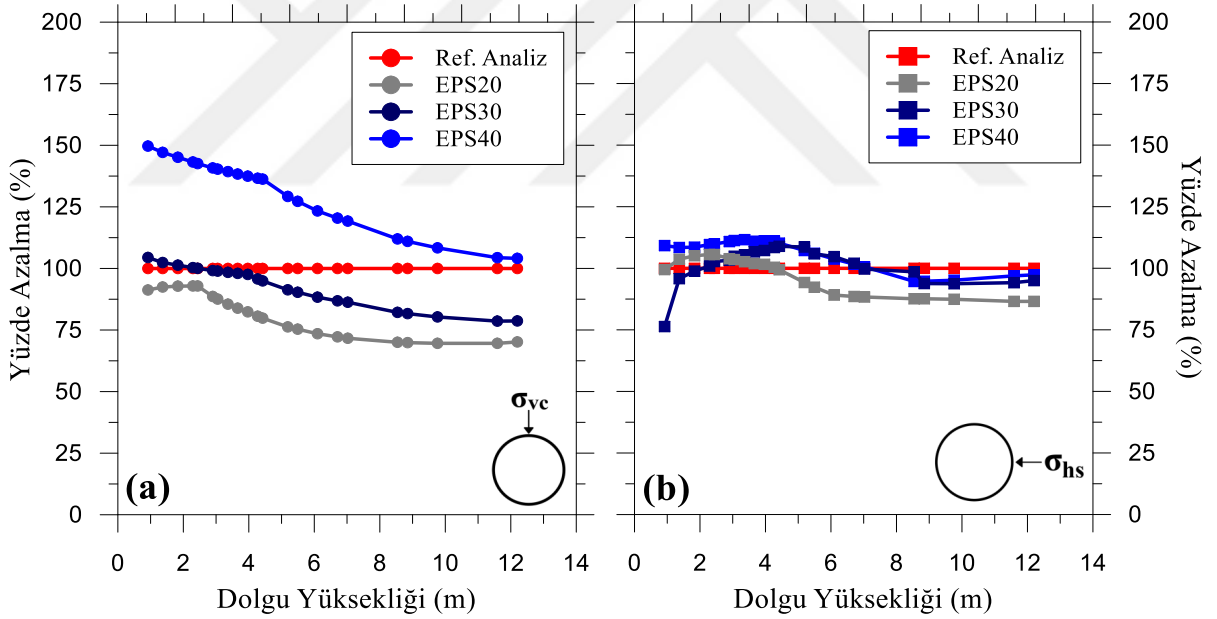 200
175
150
125
100
75
50
25
0
Yüzde Azalma (%)
Ref. Analiz
EPS20
EPS30
EPS40
σvc
(a)
0 2 4 6 8 10 12 14
Dolgu Yüksekliği (m)
Ref. Analiz
EPS20
EPS30
EPS40
σhs
(b)
0 2 4 6 8 10 12 14
Dolgu Yüksekliği (m)
200
175
150
125
100
75
50
25
0
Yüzde Azalma (%)